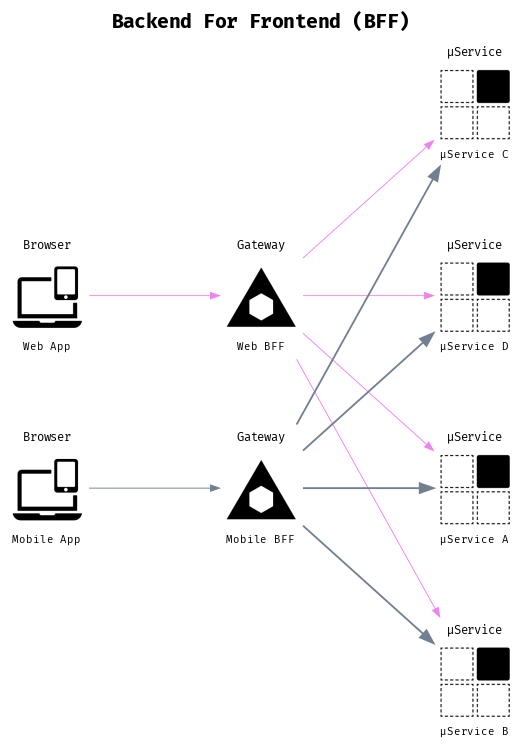 Backend For Frontend (BFF)
μService
μService C
Browser
Web App
Gateway
Web BFF
μService
μService D
Browser
Mobile App
Gateway
Mobile BFF
μService
μService A
μService
μService B